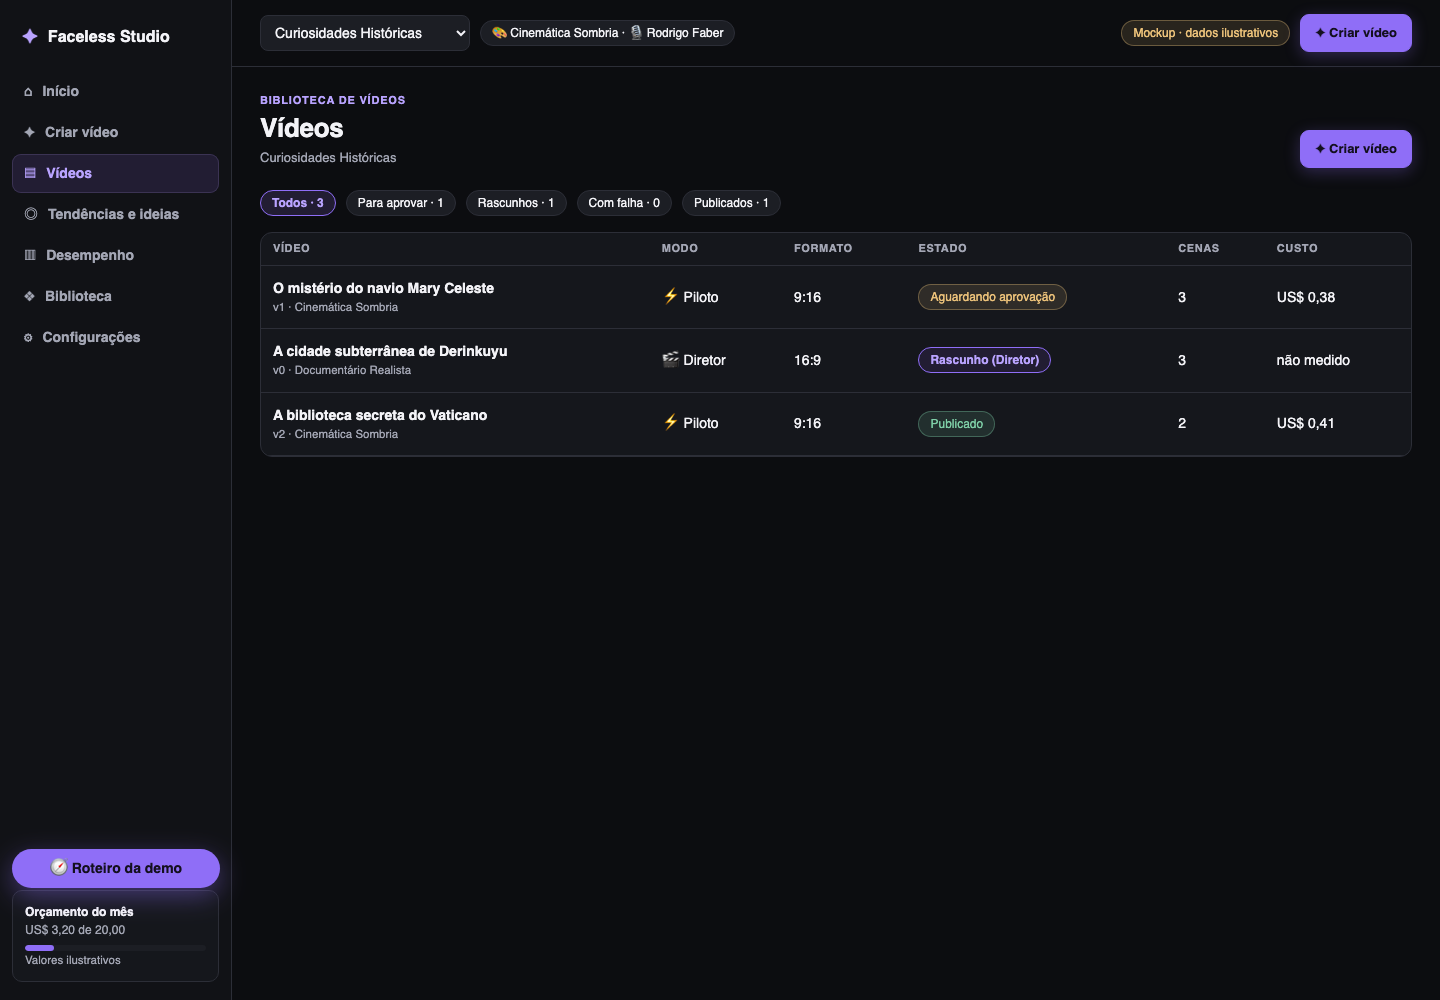 Faceless Studio
Início
Criar vídeo
Vídeos
Tendências e ideias
Desempenho
Biblioteca
Configurações
Roteiro da demo
Orçamento do mês
US$ 3,20 de 20,00
Valores ilustrativos
Curiosidades Históricas
Cinemática Sombria · Rodrigo Faber
Mockup · dados ilustrativos
Criar vídeo
BIBLIOTECA DE VÍDEOS
Vídeos
Curiosidades Históricas
Criar vídeo
Todos · 3 Para aprovar · 1 Rascunhos · 1 Com falha · 0 Publicados · 1
VÍDEO MODO FORMATO ESTADO CENAS CUSTO
O mistério do navio Mary Celeste
v1 · Cinemática Sombria
Piloto 9:16 Aguardando aprovação 3 US$ 0,38
A cidade subterrânea de Derinkuyu
v0 · Documentário Realista
Diretor 16:9 Rascunho (Diretor) 3 não medido
A biblioteca secreta do Vaticano
v2 · Cinemática Sombria
Piloto 9:16 Publicado 2 US$ 0,41